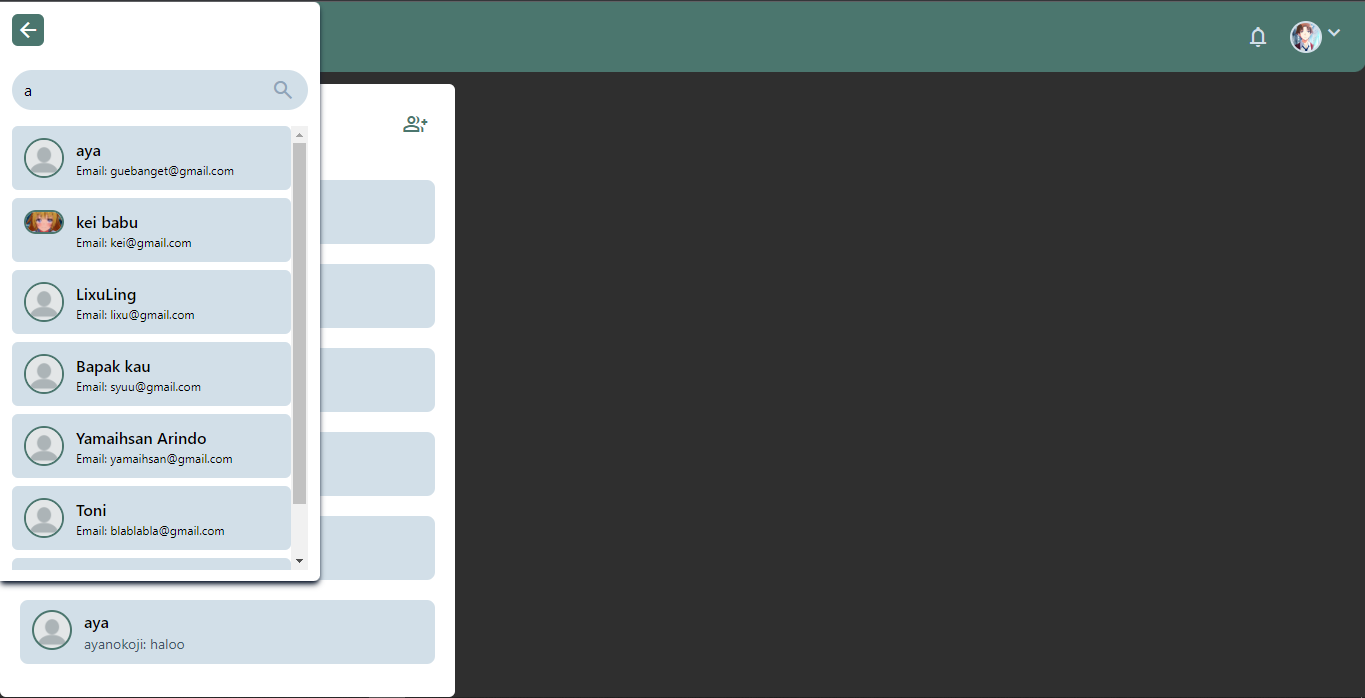 a
aya
Email: guebanget@gmail.com
kei babu
Email: kei@gmail.com
LixuLing
Email: lixu@gmail.com
Bapak kau
Email: syuu@gmail.com
Yamaihsan Arindo
Email: yamaihsan@gmail.com
Toni
Email: blablabla@gmail.com
aya
ayanokoji: haloo